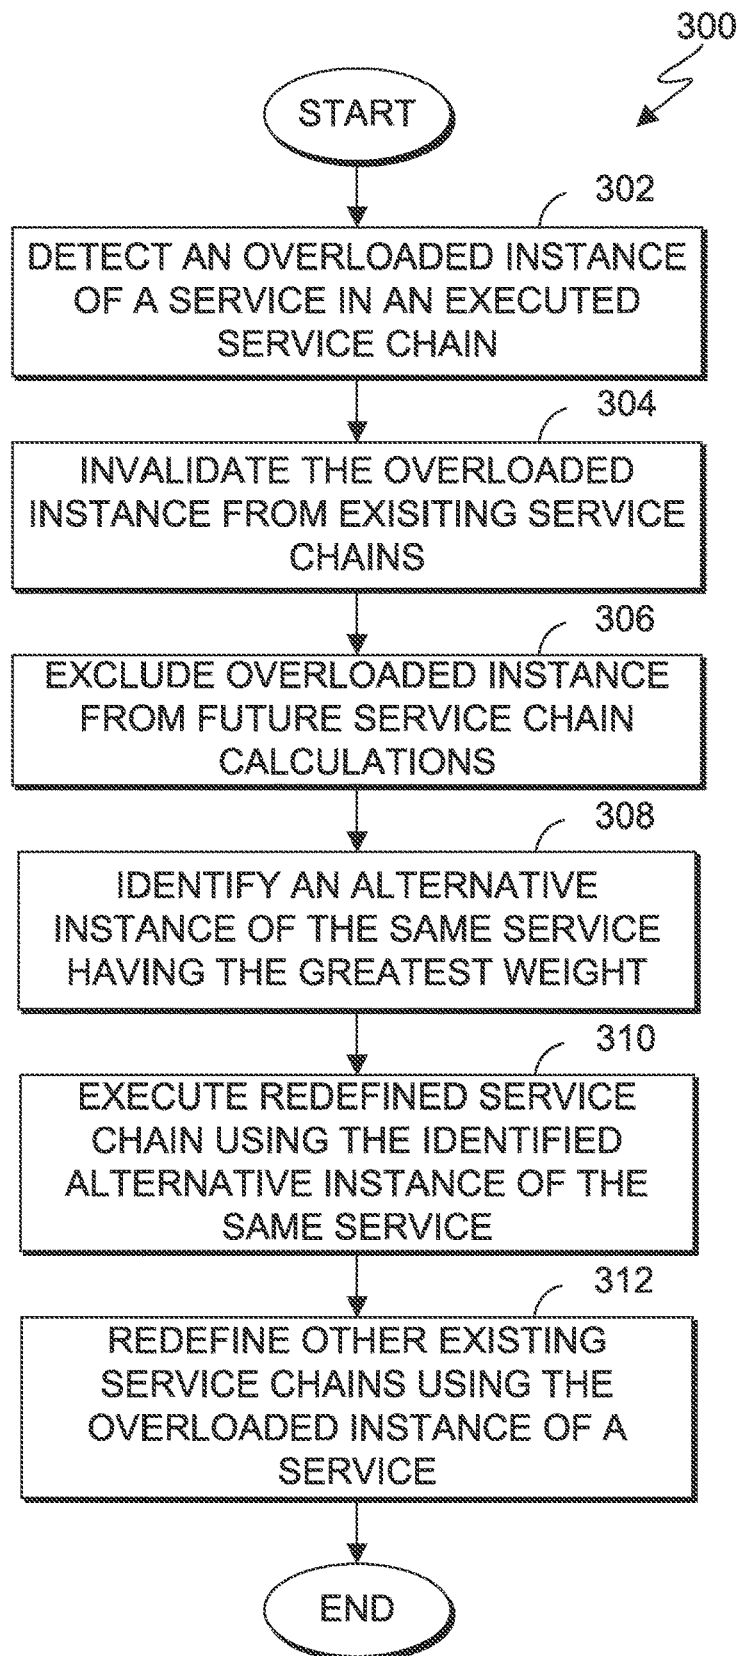 300
START
302
DETECT AN OVERLOADED INSTANCE
OF A SERVICE IN AN EXECUTED
SERVICE CHAIN
304
INVALIDATE THE OVERLOADED
INSTANCE FROM EXISITING SERVICE
CHAINS
306
EXCLUDE OVERLOADED INSTANCE
FROM FUTURE SERVICE CHAIN
CALCULATIONS
308
IDENTIFY AN ALTERNATIVE
INSTANCE OF THE SAME SERVICE
HAVING THE GREATEST WEIGHT
310
EXECUTE REDEFINED SERVICE
CHAIN USING THE IDENTIFIED
ALTERNATIVE INSTANCE OF THE
SAME SERVICE
312
REDEFINE OTHER EXISTING
SERVICE CHAINS USING THE
OVERLOADED INSTANCE OF A
SERVICE
END